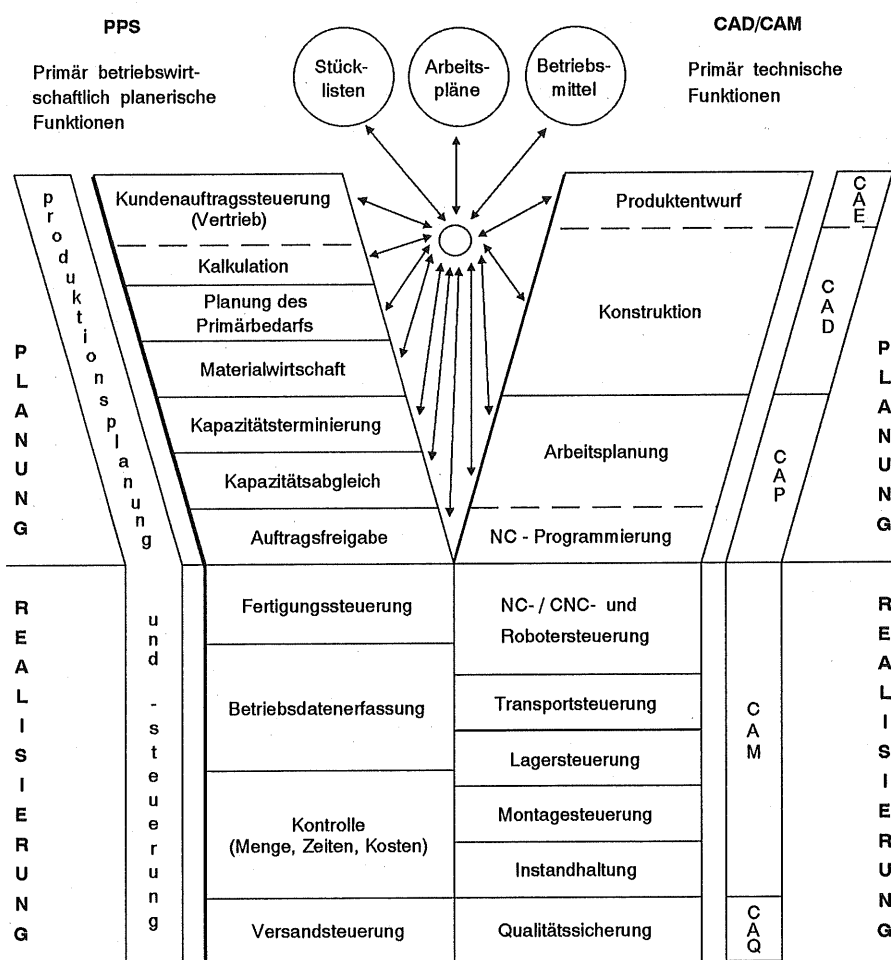 PPS
Primär betriebswirt-
schaftlich planerische
Funktionen
Stück-
listen
Arbeits-
pläne
Betriebs-
mittel
CAD/CAM
Primär technische
Funktionen
PLANUNG
REALISIERUNG
produktionsplanung
und -steuerung
Kundenauftragssteuerung
(Vertrieb)
Kalkulation
Planung des
Primärbedarfs
Materialwirtschaft
Kapazitätsterminierung
Kapazitätsabgleich
Auftragsfreigabe
Fertigungssteuerung
Betriebsdatenerfassung
Kontrolle
(Menge, Zeiten, Kosten)
Versandsteuerung
Produktentwurf
Konstruktion
Arbeitsplanung
NC - Programmierung
NC- / CNC- und
Robotersteuerung
Transportsteuerung
Lagersteuerung
Montagesteuerung
Instandhaltung
Qualitätssicherung
CAE
CAD
CAP
CAM
CAQ
PLANUNG
REALISIERUNG